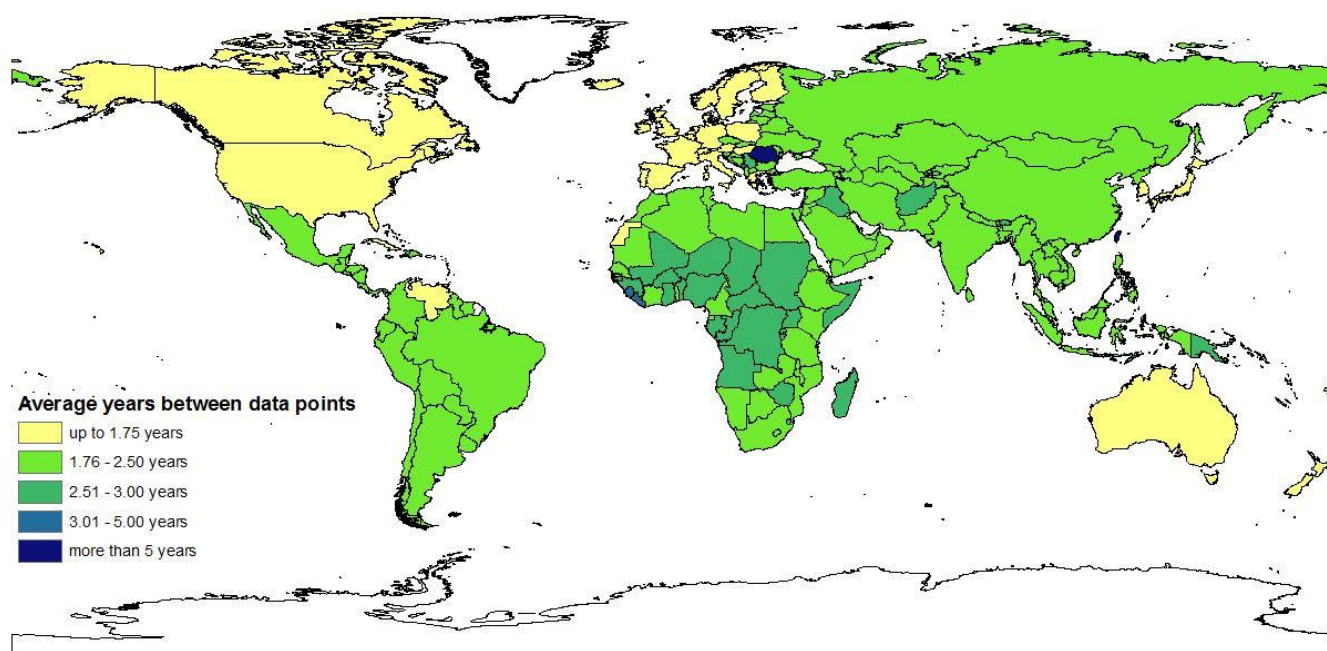 Average years between data points
up to 1.75 years
1.76 - 2.50 years
2.51 - 3.00 years
3.01 - 5.00 years
more than 5 years